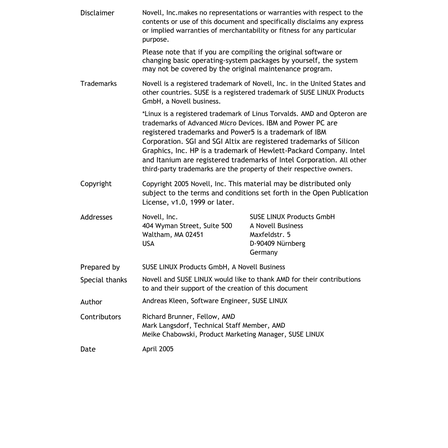 Disclaimer
Novell, Inc.makes no representations or warranties with respect to the
contents or use of this document and specifically disclaims any express
or implied warranties of merchantability or fitness for any particular
purpose.
Please note that if you are compiling the original software or
changing basic operating-system packages by yourself, the system
may not be covered by the original maintenance program.
Trademarks
Novell is a registered trademark of Novell, Inc. in the United States and
other countries. SUSE is a registered trademark of SUSE LINUX Products
GmbH, a Novell business.
*Linux is a registered trademark of Linus Torvalds. AMD and Opteron are
trademarks of Advanced Micro Devices. IBM and Power PC are
registered trademarks and Power5 is a trademark of IBM
Corporation. SGI and SGI Altix are registered trademarks of Silicon
Graphics, Inc. HP is a trademark of Hewlett-Packard Company. Intel
and Itanium are registered trademarks of Intel Corporation. All other
third-party trademarks are the property of their respective owners.
Copyright
Copyright 2005 Novell, Inc. This material may be distributed only
subject to the terms and conditions set forth in the Open Publication
License, v1.0, 1999 or later.
Addresses
Novell, Inc.
404 Wyman Street, Suite 500
Waltham, MA 02451
USA
SUSE LINUX Products GmbH
A Novell Business
Maxfeldstr. 5
D-90409 Nürnberg
Germany
Prepared by
SUSE LINUX Products GmbH, A Novell Business
Special thanks
Novell and SUSE LINUX would like to thank AMD for their contributions
to and their support of the creation of this document
Author
Andreas Kleen, Software Engineer, SUSE LINUX
Contributors
Richard Brunner, Fellow, AMD
Mark Langsdorf, Technical Staff Member, AMD
Meike Chabowski, Product Marketing Manager, SUSE LINUX
Date
April 2005